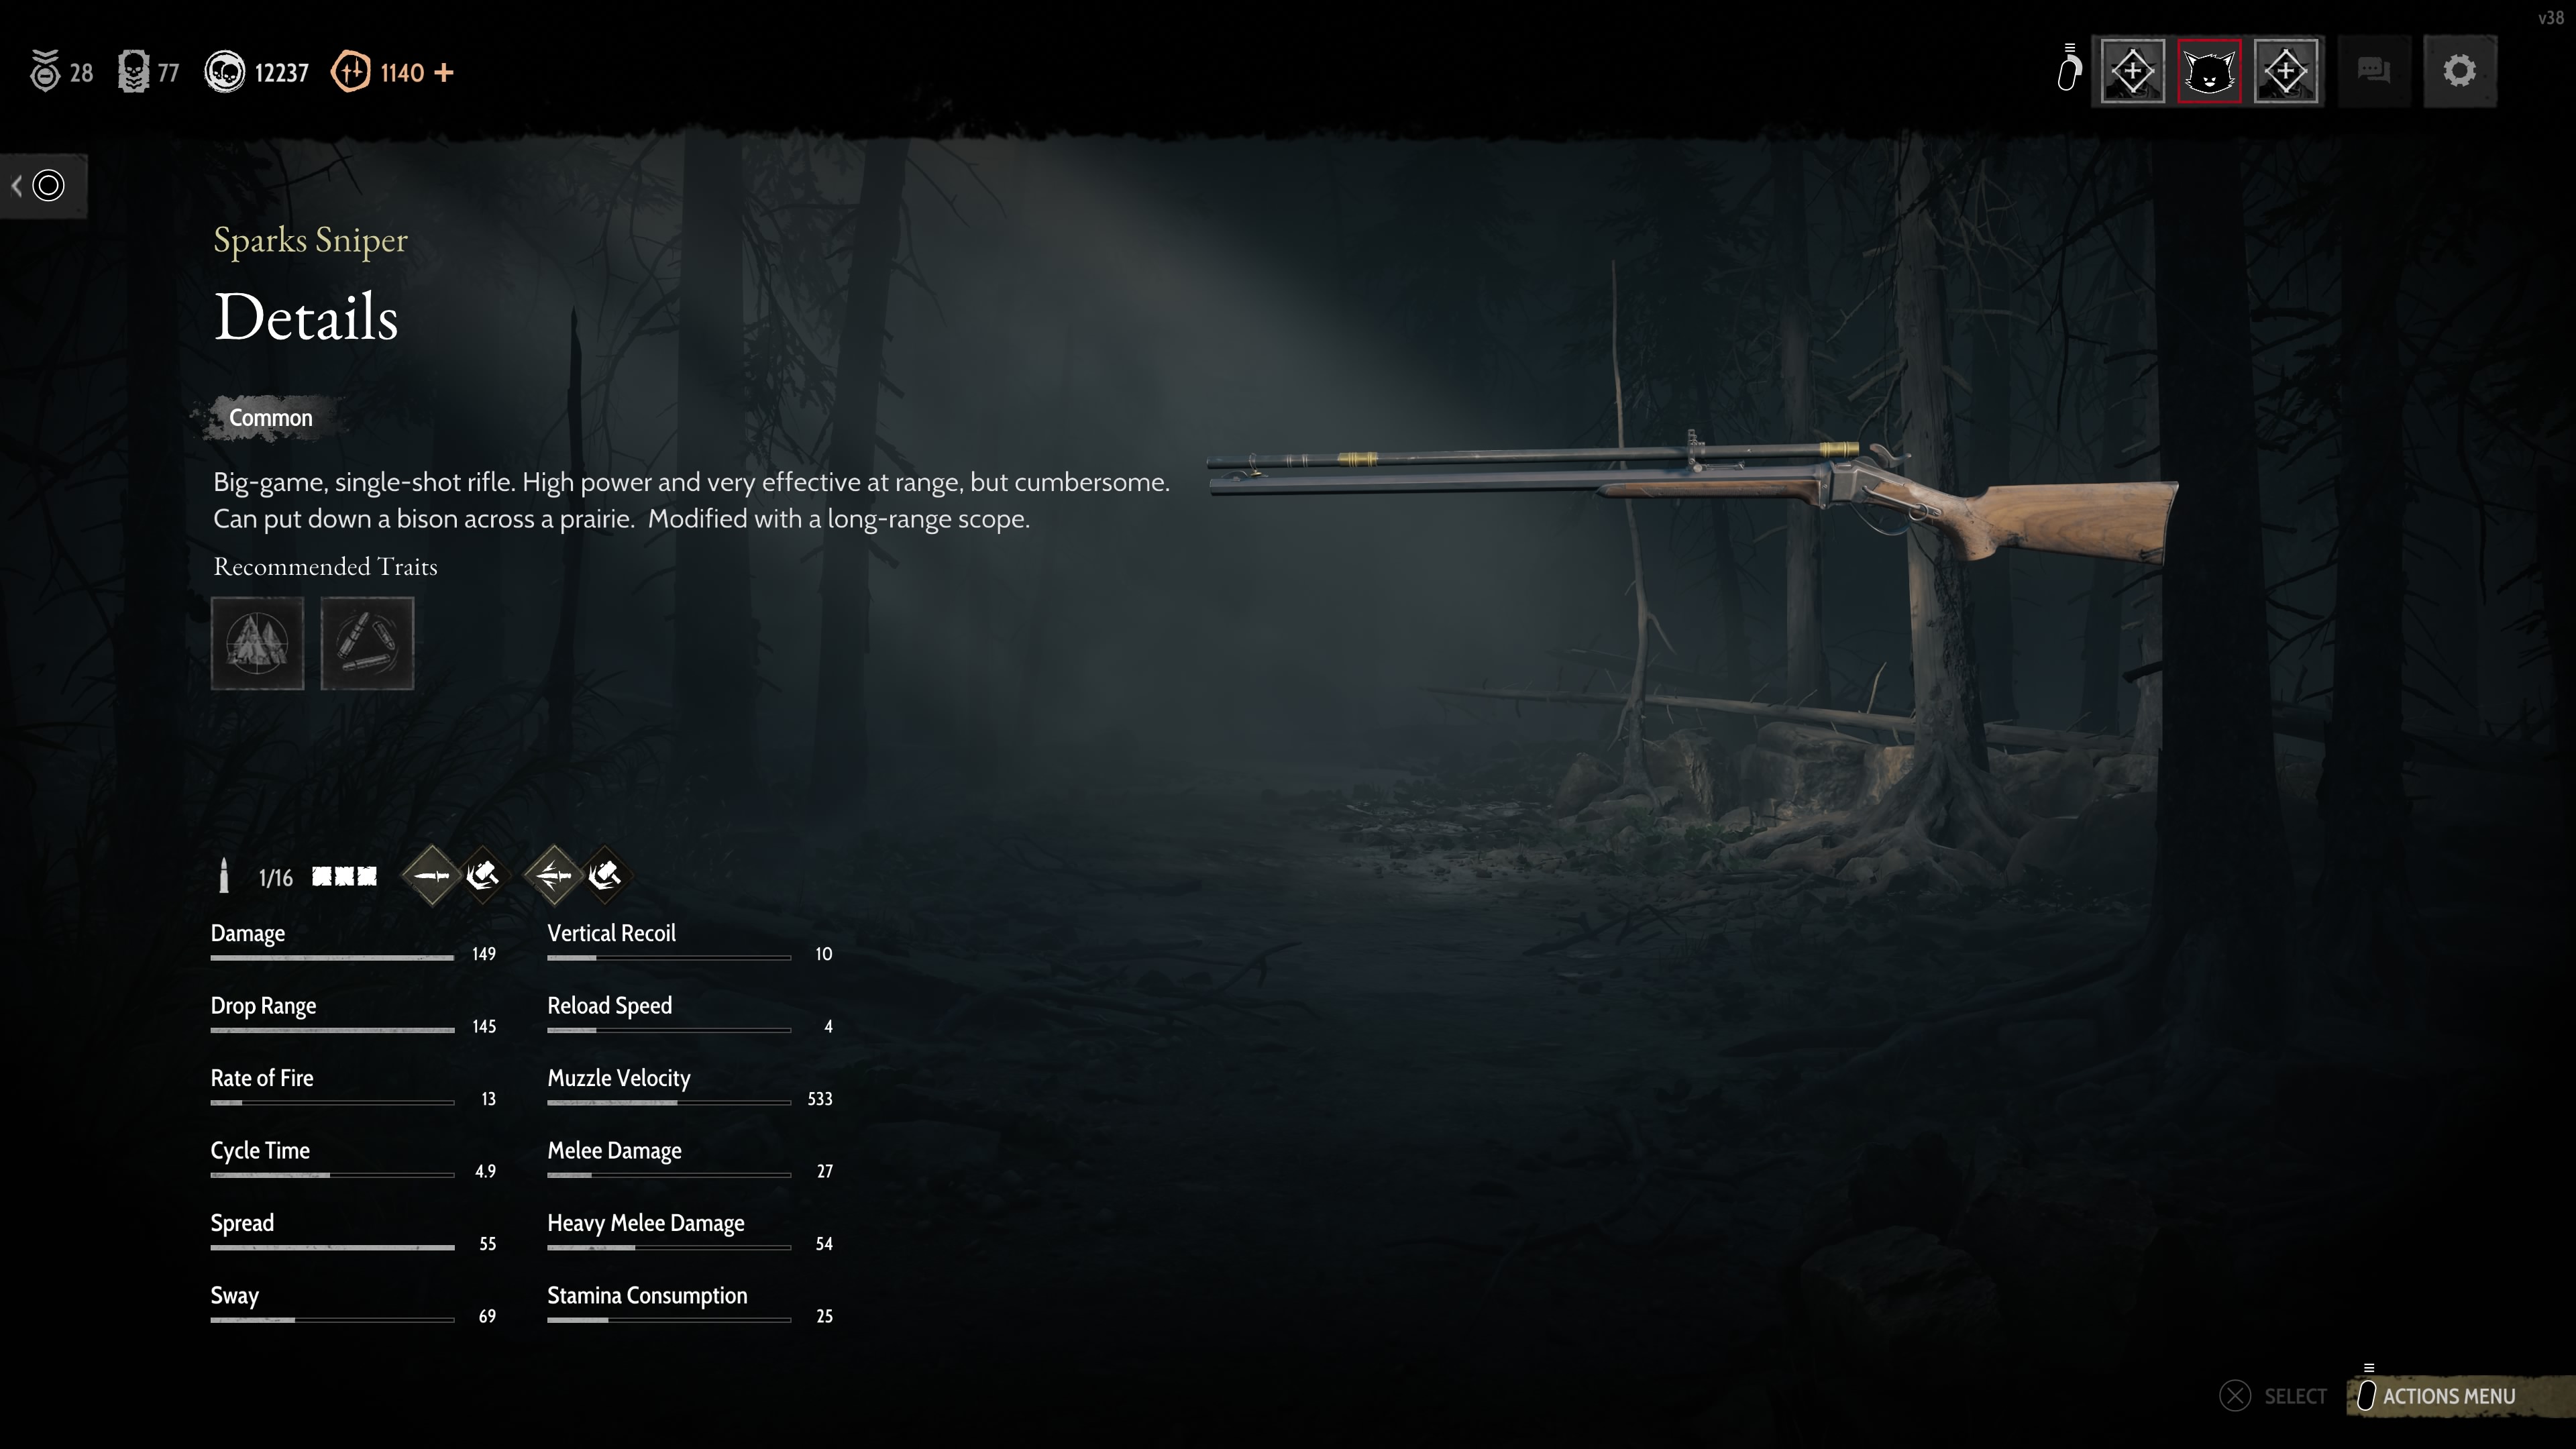 v38
28 77 12237 1140 +
Sparks Sniper
Details
Common
Big-game, single-shot rifle. High power and very effective at range, but cumbersome.
Can put down a bison across a prairie.  Modified with a long-range scope.
Recommended Traits
1/16
Damage 149
Vertical Recoil 10
Drop Range 145
Reload Speed 4
Rate of Fire 13
Muzzle Velocity 533
Cycle Time 4.9
Melee Damage 27
Spread 55
Heavy Melee Damage 54
Sway 69
Stamina Consumption 25
SELECT
ACTIONS MENU